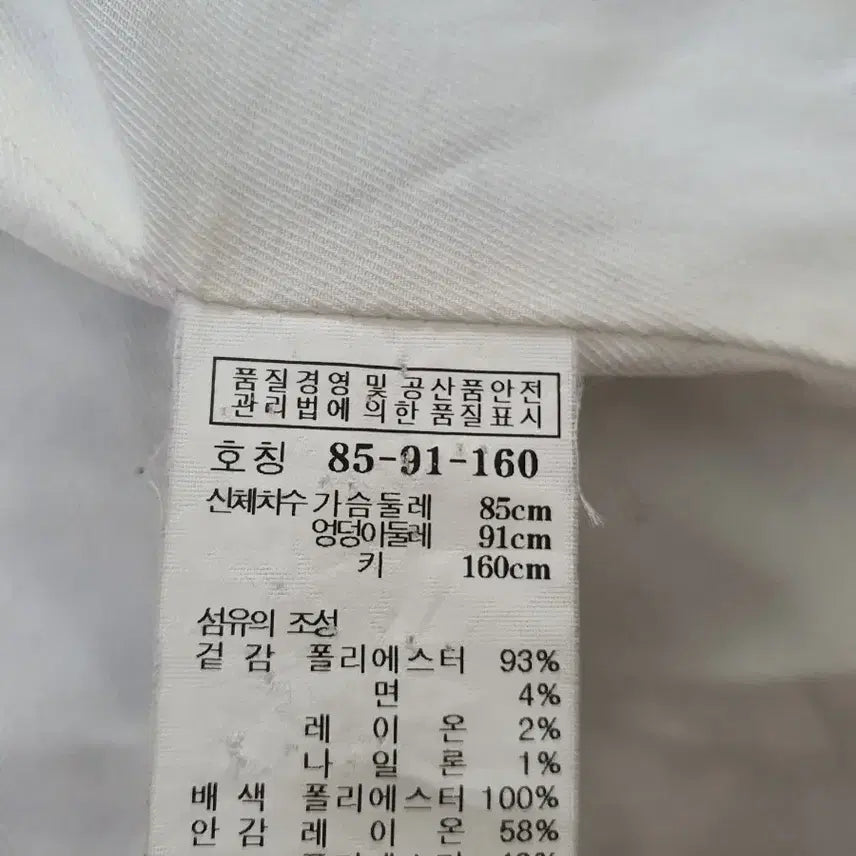 품질경영 및 공산품안전
관리법에 의한 품질표시
호칭 85-91-160
신체치수 가슴둘레 85cm
엉덩이둘레 91cm
키 160cm
섬유의 조성
겉감 폴리에스터 93%
면 4%
레이온 2%
나일론 1%
배색 폴리에스터 100%
안감 레이온 58%